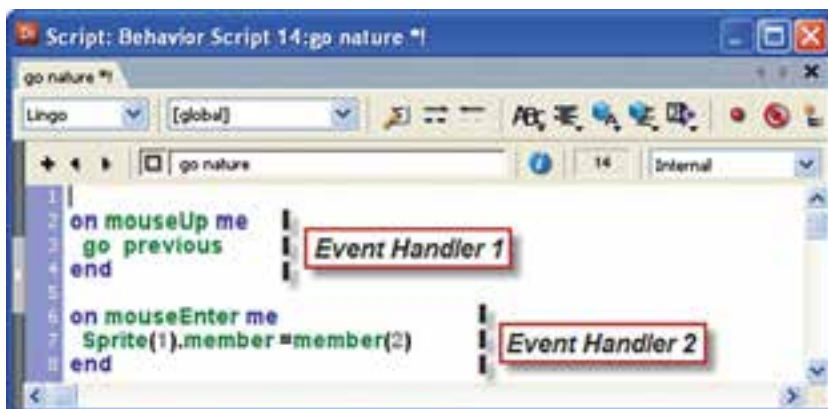 Script: Behavior Script 14:go nature *!
go nature *!
Lingo
[global]
go nature
14
Internal
1
2 on mouseUp me
3 go previous
4 end
Event Handler 1
5
6 on mouseEnter me
7 Sprite(1).member =member(2)
8 end
Event Handler 2